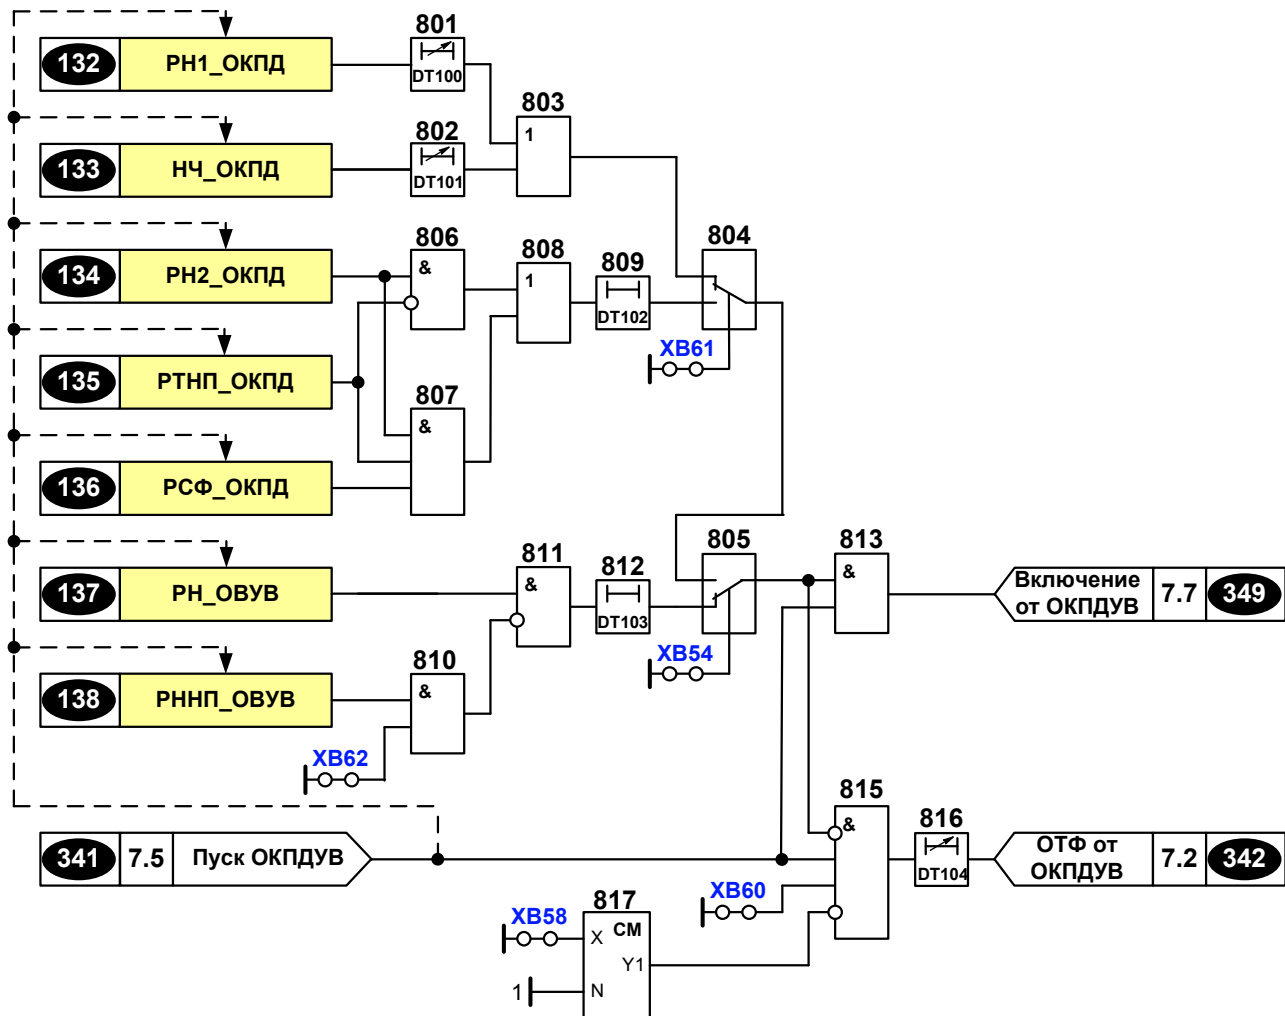 801
132 РН1_ОКПД
DT100
803
1
802
133 НЧ_ОКПД
DT101
806
&
134 РН2_ОКПД
808
1
809
DT102
804
XB61
135 РТНП_ОКПД
807
&
136 РСФ_ОКПД
811
&
812
DT103
805
XB54
813
&
137 РН_ОВУВ
Включение
от ОКПДУВ
7.7 349
810
&
138 РННП_ОВУВ
XB62
815
&
816
DT104
341 7.5 Пуск ОКПДУВ
ОТФ от
ОКПДУВ
7.2 342
XB60
817
XB58
X CM
Y1
1 N